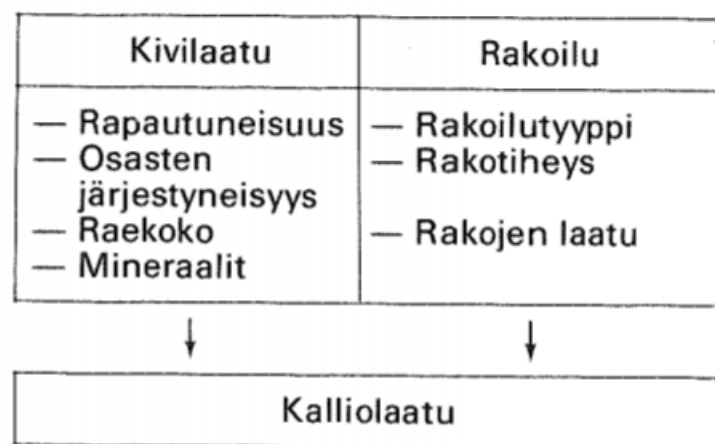 Kivilaatu
Rakoilu
— Rapautuneisuus
— Osasten
järjestyneisyys
— Raekoko
— Mineraalit
— Rakoilutyyppi
— Rakotiheys
— Rakojen laatu
Kalliolaatu